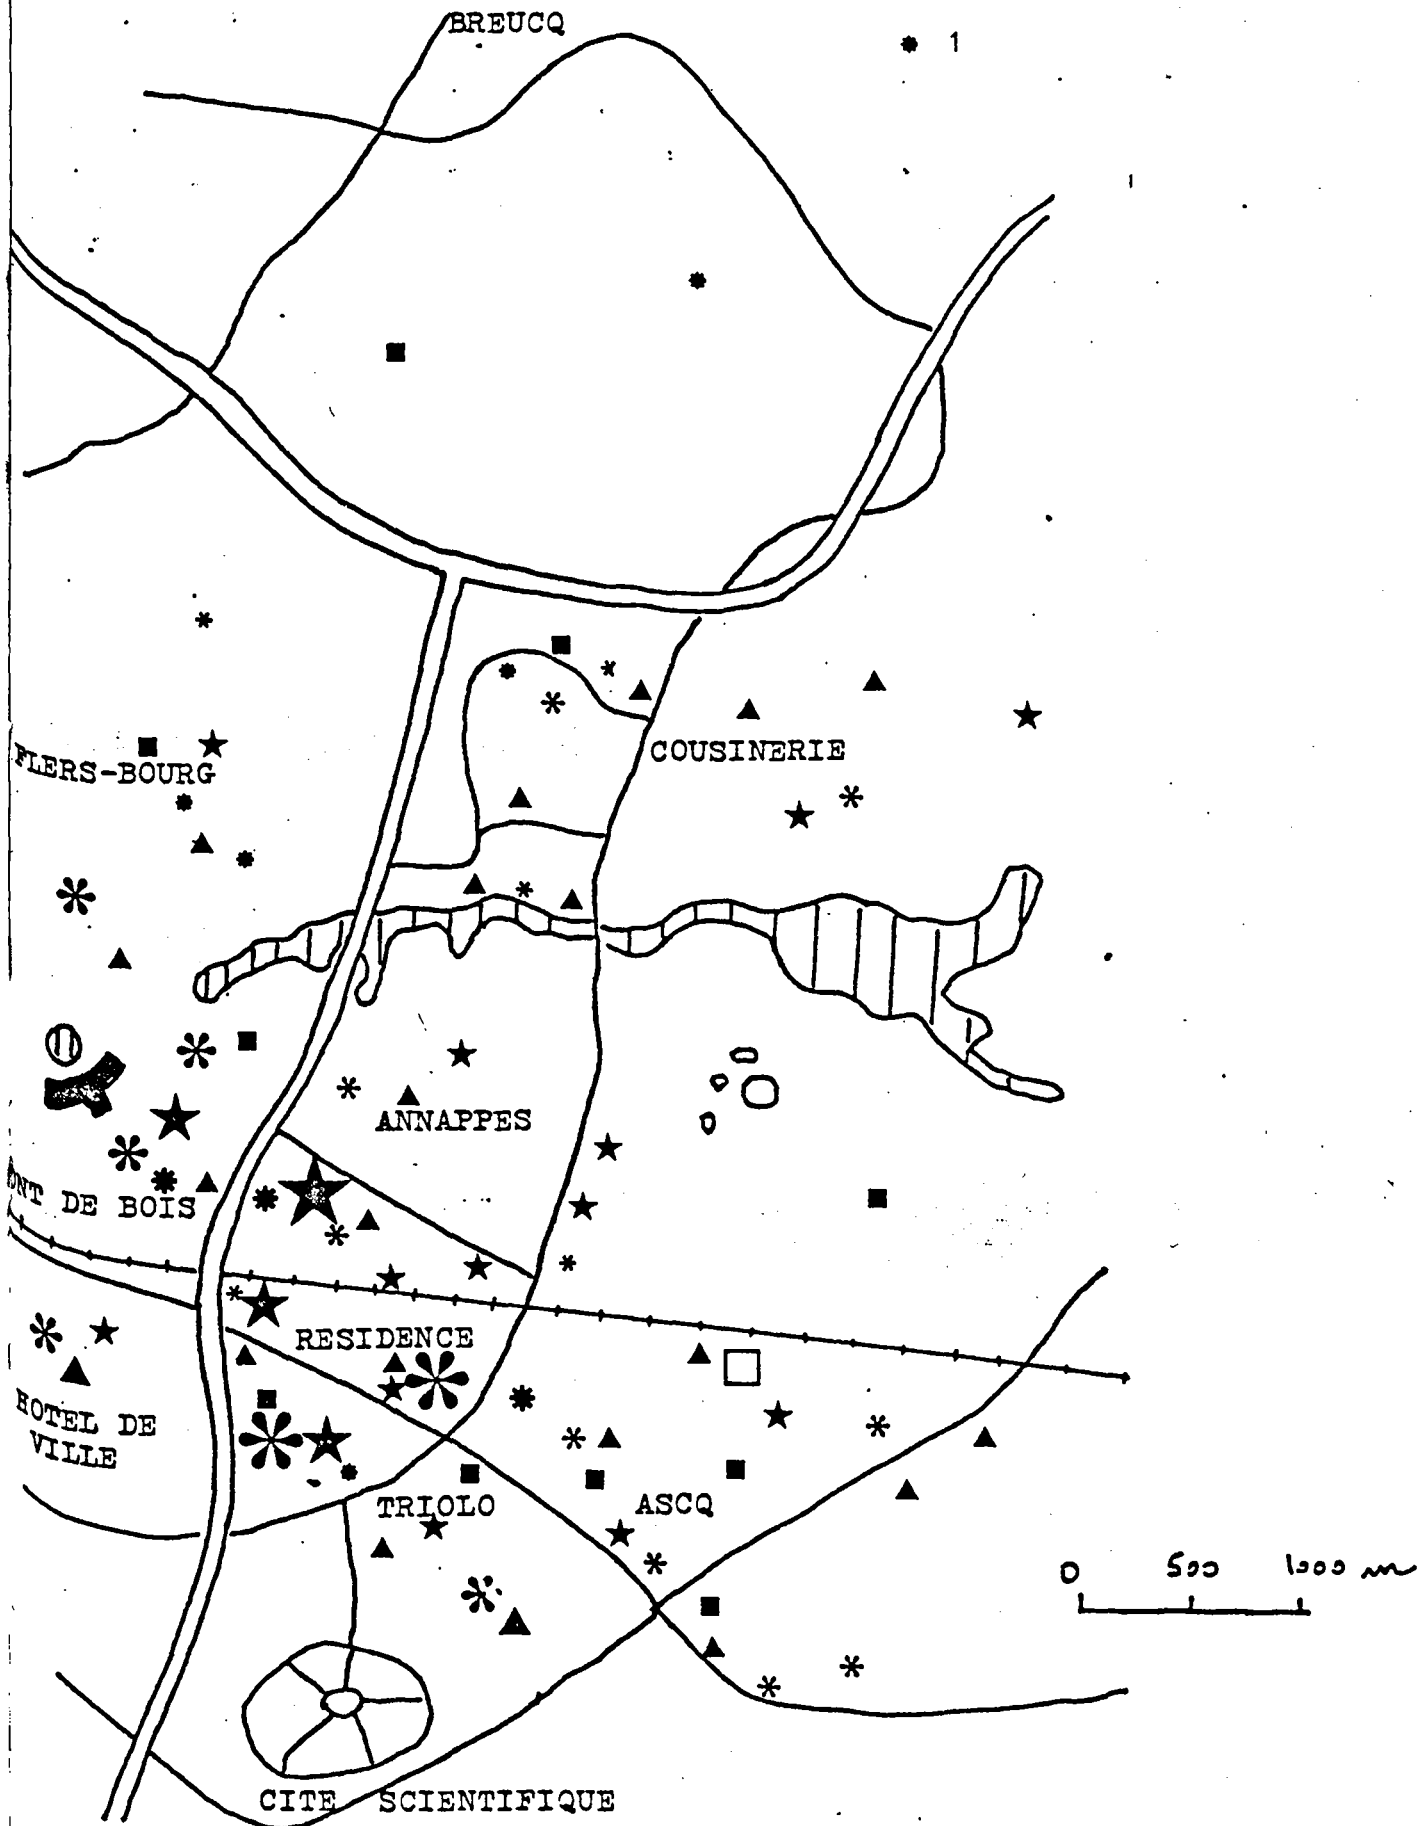 BREUCQ
1
COUSINERIE
FLERS-BOURG
ANNAPPES
PONT DE BOIS
RESIDENCE
HOTEL DE
VILLE
TRIOLO
ASCQ
0 500 1000 m
CITE SCIENTIFIQUE